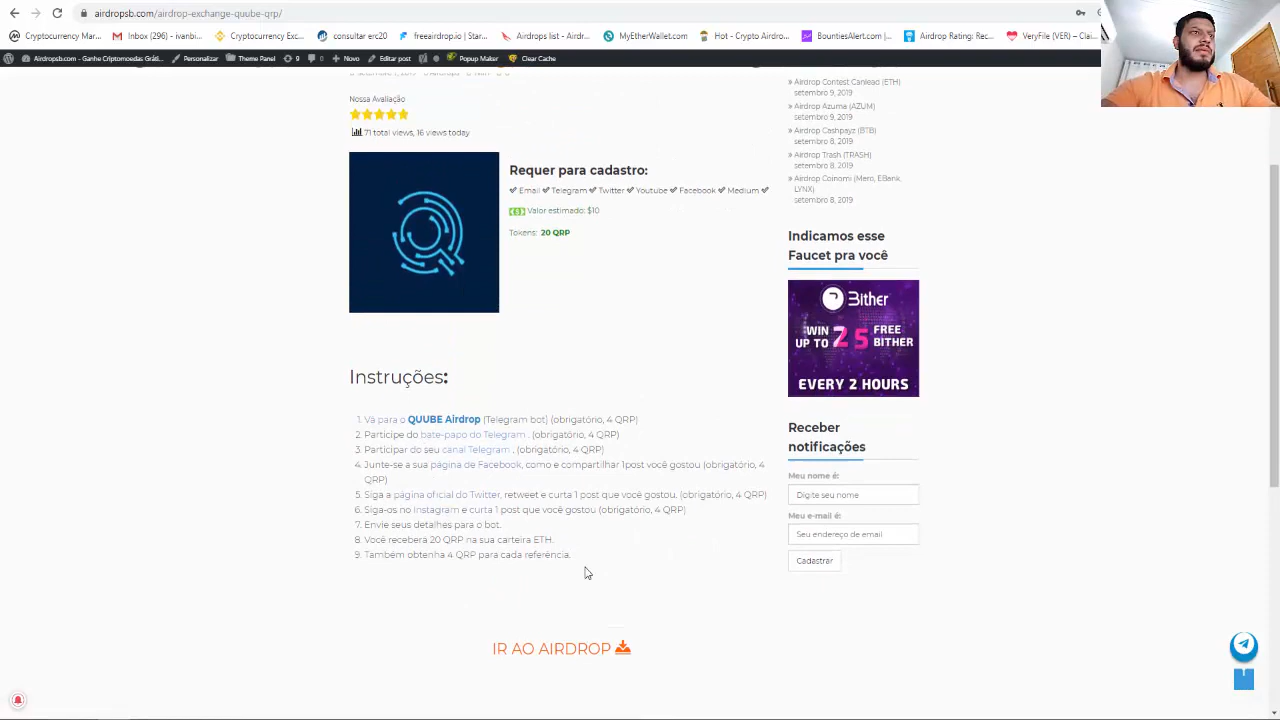 airdropsb.com/airdrop-exchange-quube-qrp/
Cryptocurrency Mar...
Inbox (296) - ivanbi...
Cryptocurrency Exc...
consultar erc20
freeairdrop.io | Star...
Airdrops list - Airdr...
MyEtherWallet.com
Hot - Crypto Airdro...
BountiesAlert.com |...
Airdrop Rating: Rec...
VeryFile (VER) – Clai...
Airdropsb.com – Ganhe Criptomoedas Gráti...
Personalizar
Theme Panel
9
0
Novo
Editar post
Popup Maker
Clear Cache
Nossa Avaliação
71 total views, 16 views today
Requer para cadastro:
Email Telegram Twitter Youtube Facebook Medium
Valor estimado: $10
Tokens: 20 QRP
Instruções:
1. Vá para o QUUBE Airdrop (Telegram bot) (obrigatório, 4 QRP)
2. Participe do bate-papo do Telegram . (obrigatório, 4 QRP)
3. Participar do seu canal Telegram . (obrigatório, 4 QRP)
4. Junte-se a sua página de Facebook, como e compartilhar 1post você gostou (obrigatório, 4
QRP)
5. Siga a página oficial do Twitter, retweet e curta 1 post que você gostou. (obrigatório, 4 QRP)
6. Siga-os no Instagram e curta 1 post que você gostou (obrigatório, 4 QRP)
7. Envie seus detalhes para o bot.
8. Você receberá 20 QRP na sua carteira ETH.
9. Também obtenha 4 QRP para cada referência.
IR AO AIRDROP
» Airdrop Contest Canlead (ETH)
setembro 9, 2019
» Airdrop Azuma (AZUM)
setembro 9, 2019
» Airdrop Cashpayz (BTB)
setembro 8, 2019
» Airdrop Trash (TRASH)
setembro 8, 2019
» Airdrop Coinomi (Mero, EBank,
LYNX)
setembro 8, 2019
Indicamos esse
Faucet pra você
Bither
WIN
UP TO
25
FREE
BITHER
EVERY 2 HOURS
Receber
notificações
Meu nome é:
Digite seu nome
Meu e-mail é:
Seu endereço de email
Cadastrar